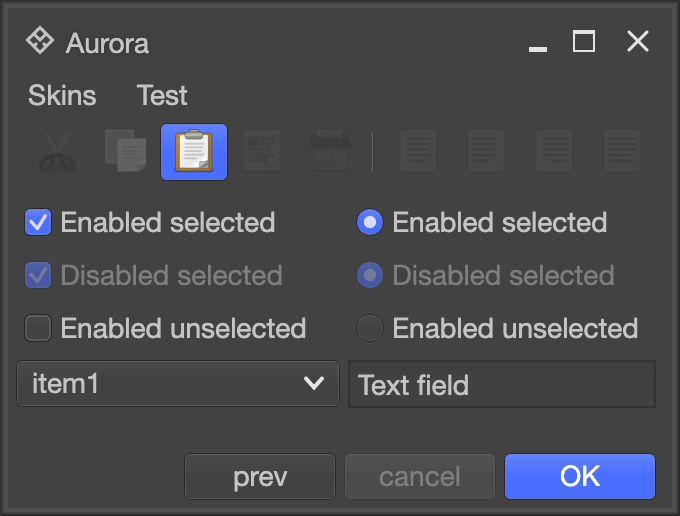 Aurora
Skins Test
Enabled selected Enabled selected
Disabled selected Disabled selected
Enabled unselected Enabled unselected
item1 Text field
prev cancel OK